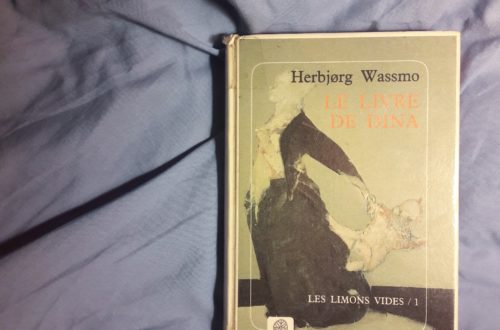 Herbjørg Wassmo
LE LIVRE
DE DINA
LES LIMONS VIDES / 1